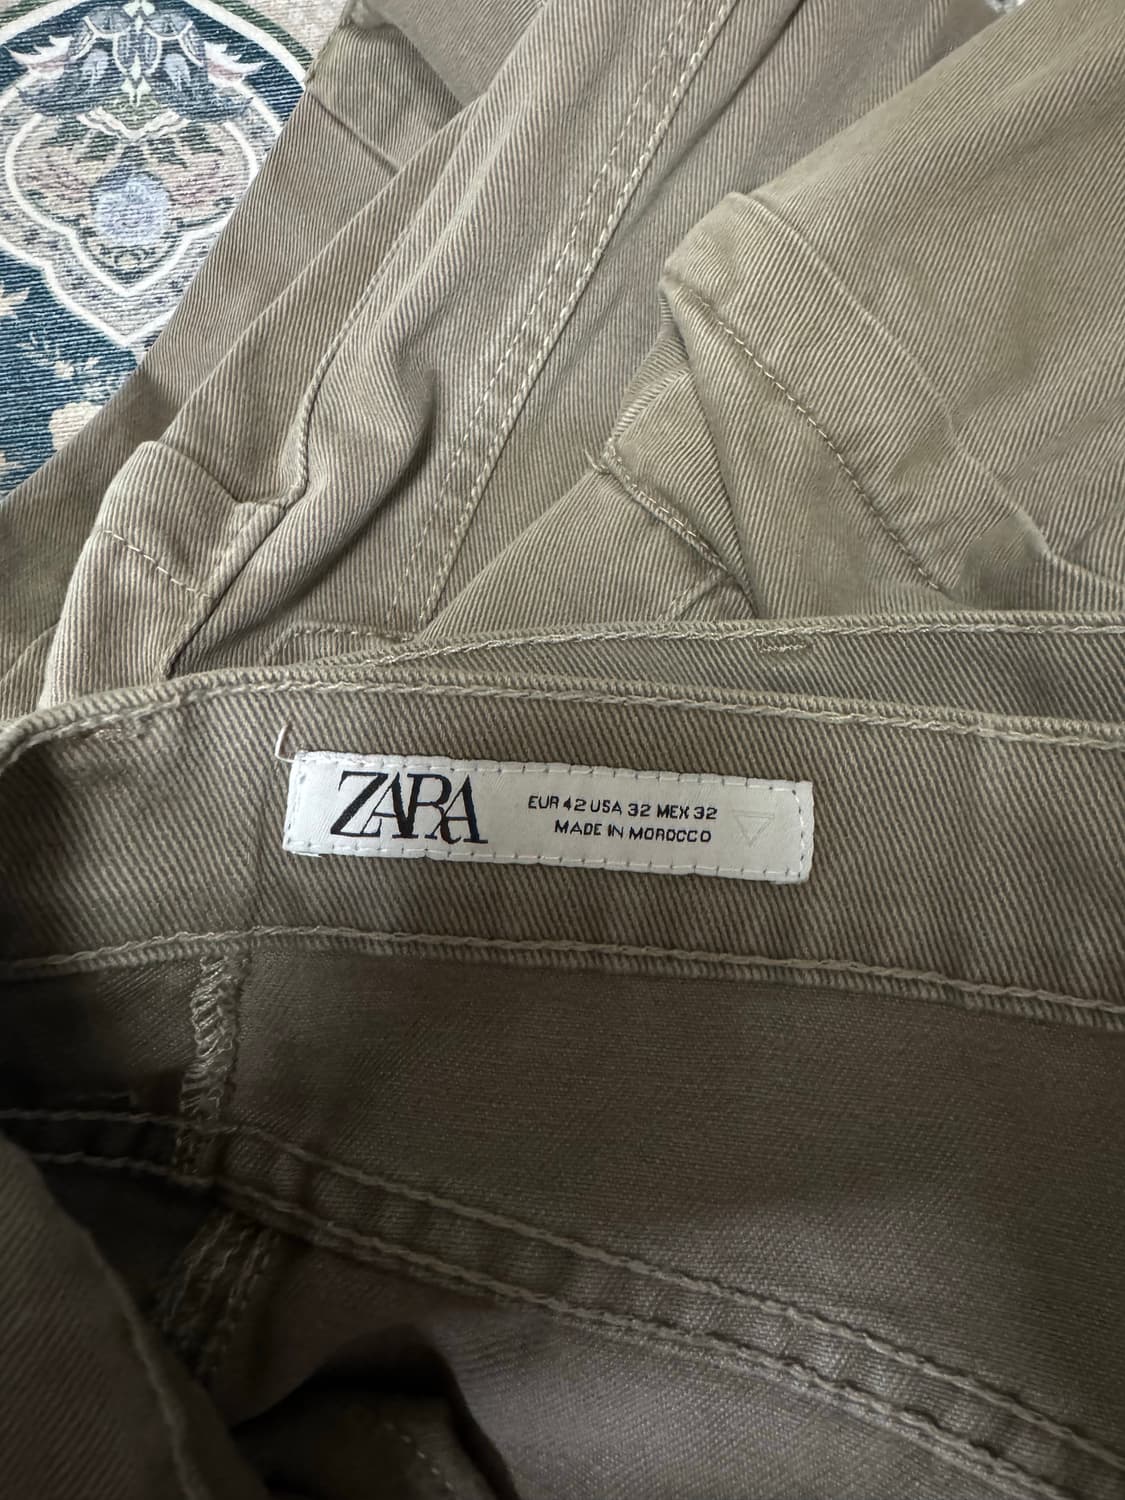 ZARA
EUR 42 USA 32 MEX 32
MADE IN MOROCCO